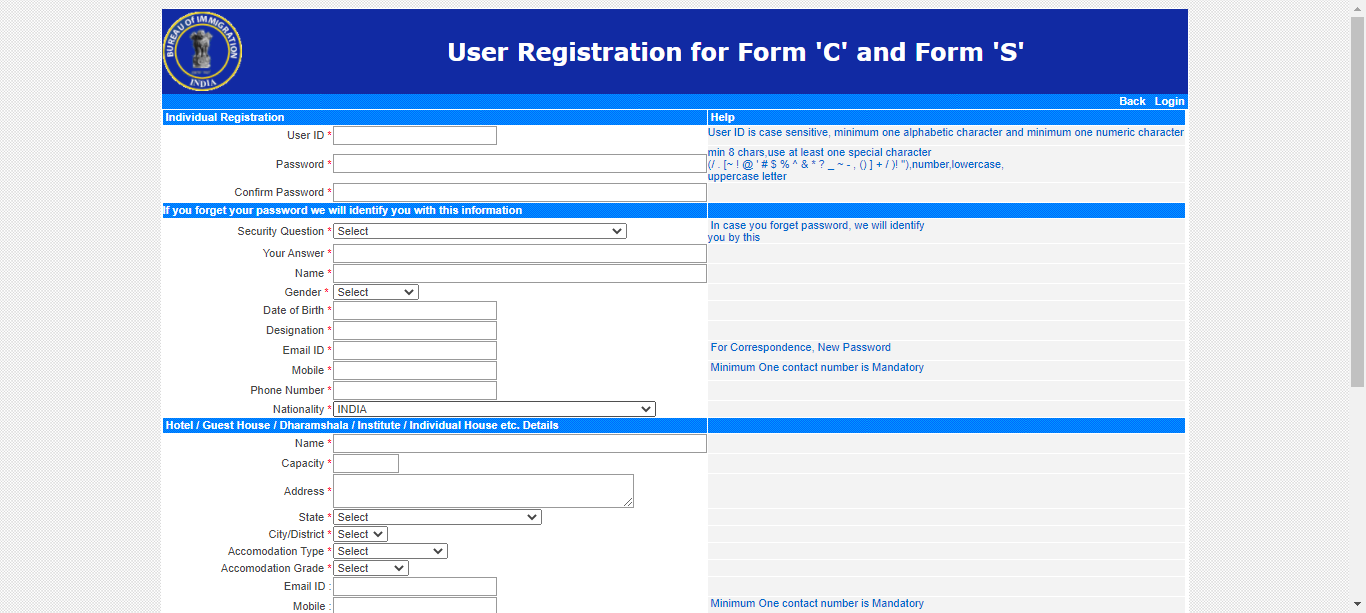 BUREAU OF IMMIGRATION
INDIA
User Registration for Form 'C' and Form 'S'
Back Login
Individual Registration Help
User ID * User ID is case sensitive, minimum one alphabetic character and minimum one numeric character
min 8 chars,use at least one special character
Password * (/ . [~ ! @ ' # $ % ^ & * ? _ ~ - , () ] + / )! "),number,lowercase,
uppercase letter
Confirm Password *
If you forget your password we will identify you with this information
Security Question * Select In case you forget password, we will identify
you by this
Your Answer *
Name *
Gender * Select
Date of Birth *
Designation *
Email ID * For Correspondence, New Password
Mobile * Minimum One contact number is Mandatory
Phone Number *
Nationality * INDIA
Hotel / Guest House / Dharamshala / Institute / Individual House etc. Details
Name *
Capacity *
Address *
State * Select
City/District * Select
Accomodation Type * Select
Accomodation Grade * Select
Email ID :
Mobile : Minimum One contact number is Mandatory